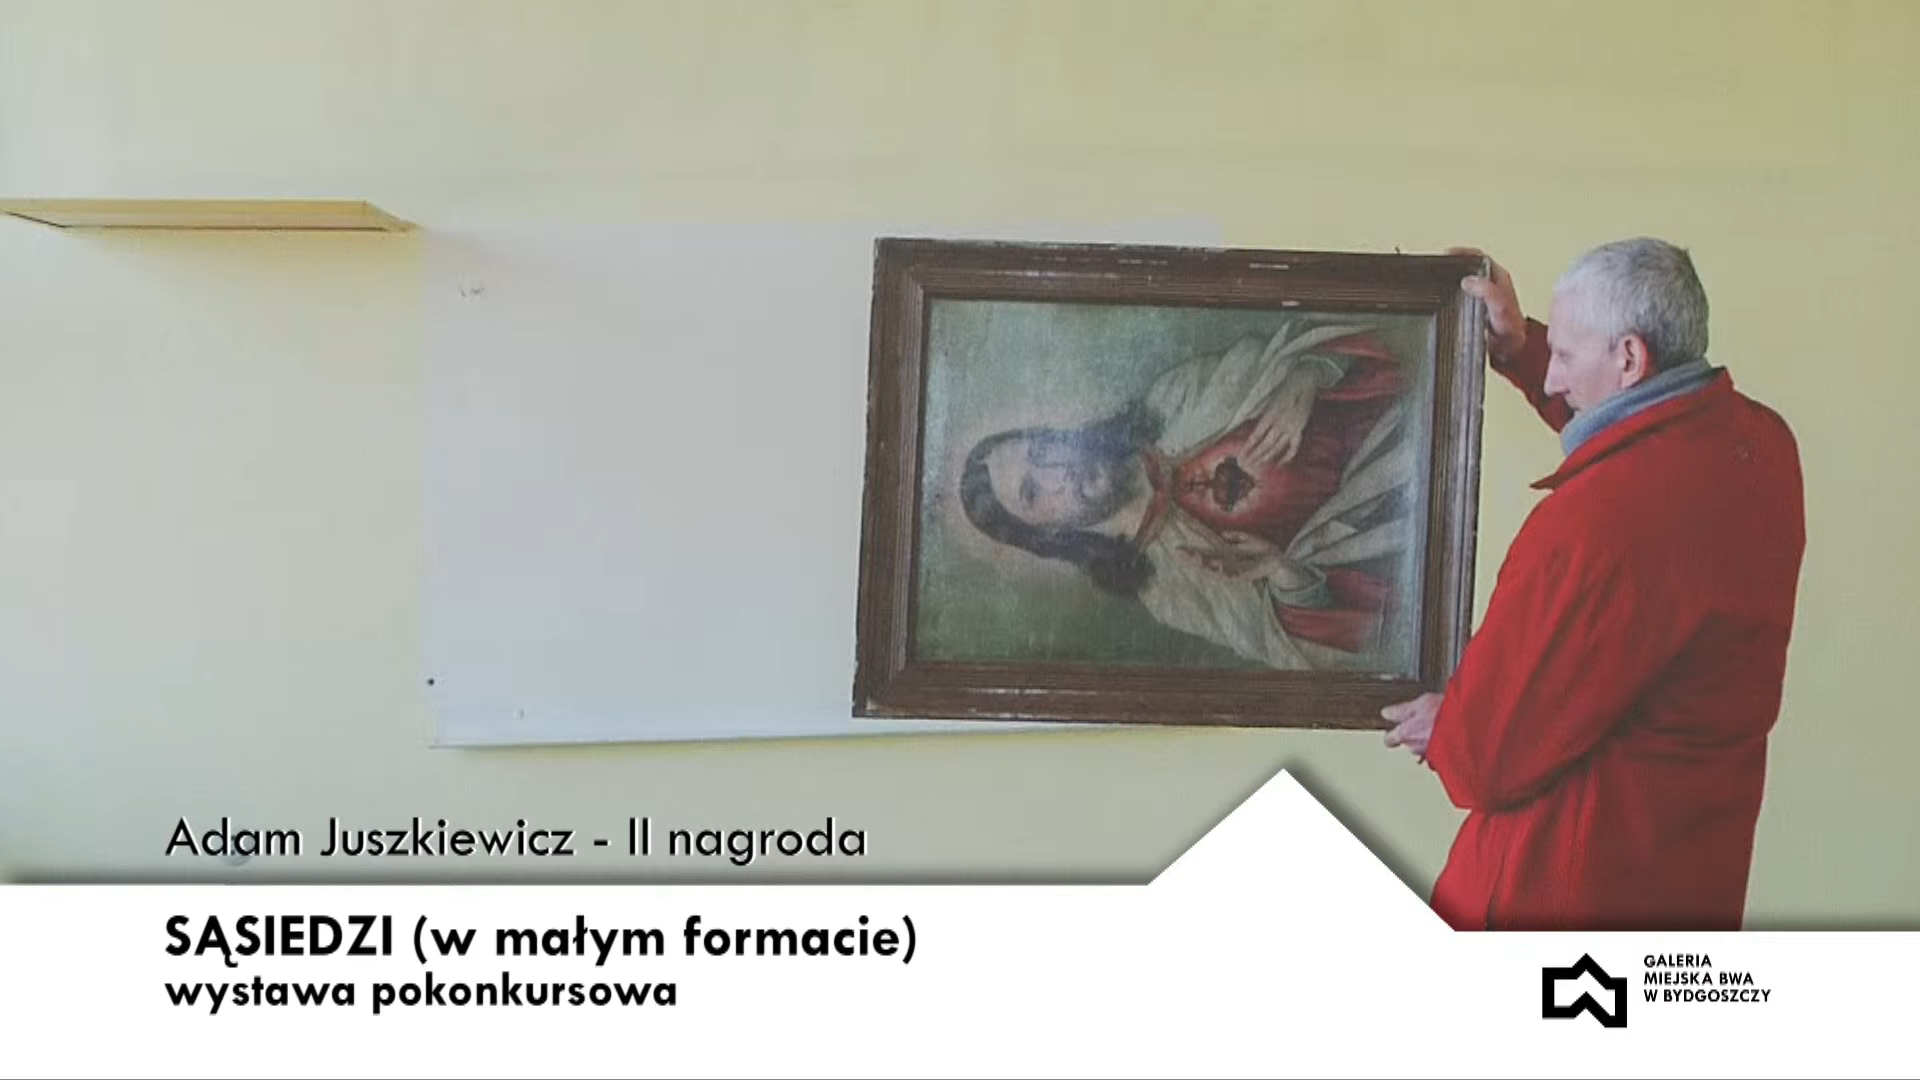 Adam Juszkiewicz - II nagroda
SĄSIEDZI (w małym formacie)
wystawa pokonkursowa
GALERIA
MIEJSKA BWA
W BYDGOSZCZY